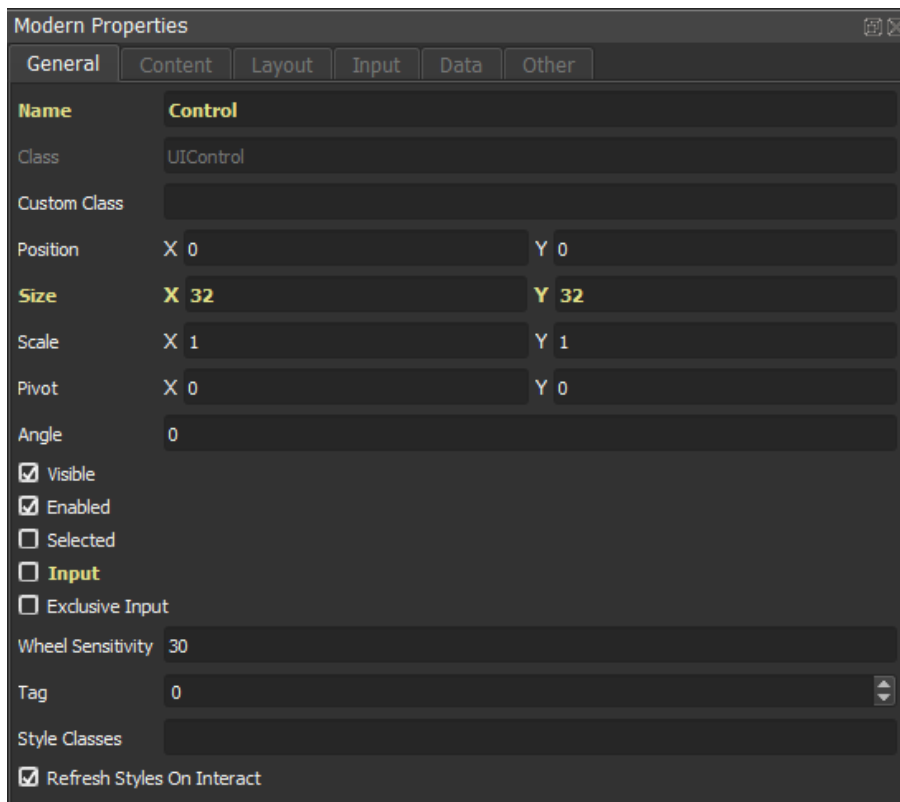 Modern Properties
General Content Layout Input Data Other
Name Control
Class UIControl
Custom Class
Position X 0 Y 0
Size X 32 Y 32
Scale X 1 Y 1
Pivot X 0 Y 0
Angle 0
Visible
Enabled
Selected
Input
Exclusive Input
Wheel Sensitivity 30
Tag 0
Style Classes
Refresh Styles On Interact